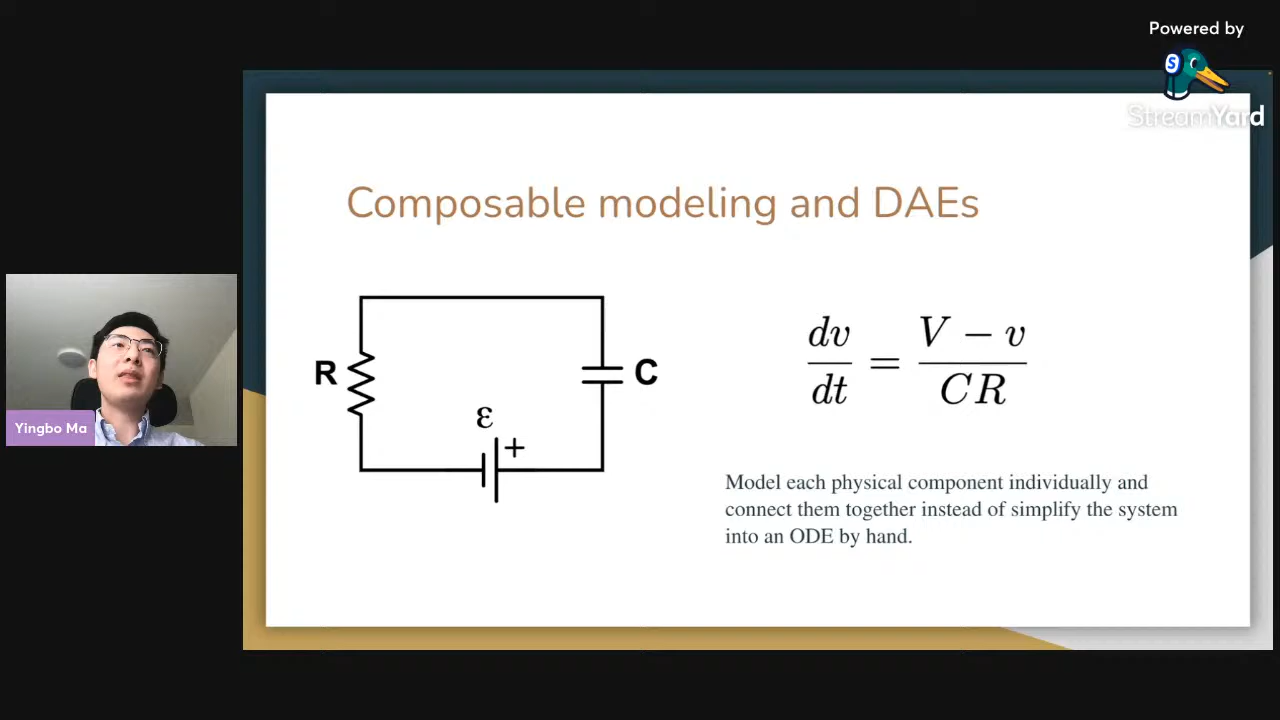 Powered by
S
StreamYard
Composable modeling and DAEs
R
C
ε
+
dv/dt = V − v/CR
Model each physical component individually and
connect them together instead of simplify the system
into an ODE by hand.
Yingbo Ma